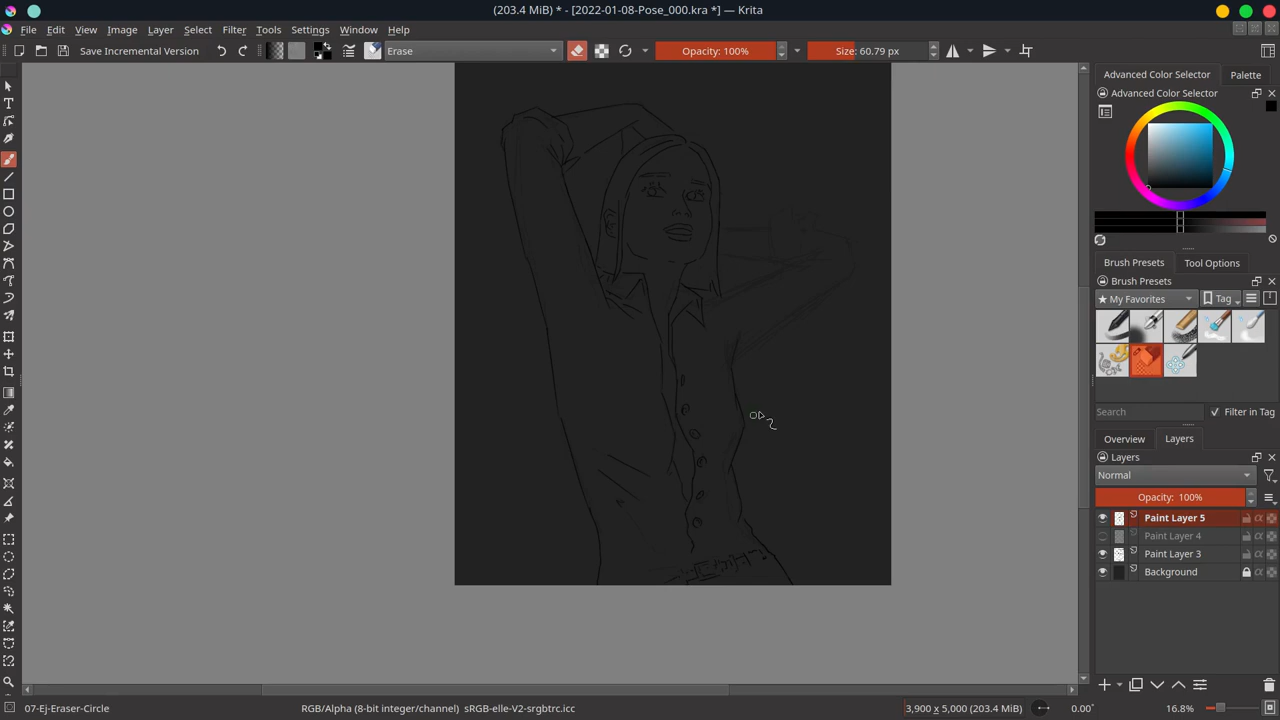 (203.4 MiB) * - [2022-01-08-Pose_000.kra *] — Krita
File Edit View Image Layer Select Filter Tools Settings Window Help
Save Incremental Version Erase Opacity: 100% Size: 60.79 px
Advanced Color Selector Palette
Advanced Color Selector
Brush Presets Tool Options
Brush Presets
★ My Favorites Tag
Search Filter in Tag
Overview Layers
Layers
Normal
Opacity: 100%
Paint Layer 5
Paint Layer 4
Paint Layer 3
Background
07-Ej-Eraser-Circle RGB/Alpha (8-bit integer/channel) sRGB-elle-V2-srgbtrc.icc 3,900 x 5,000 (203.4 MiB) 0.00° 16.8%